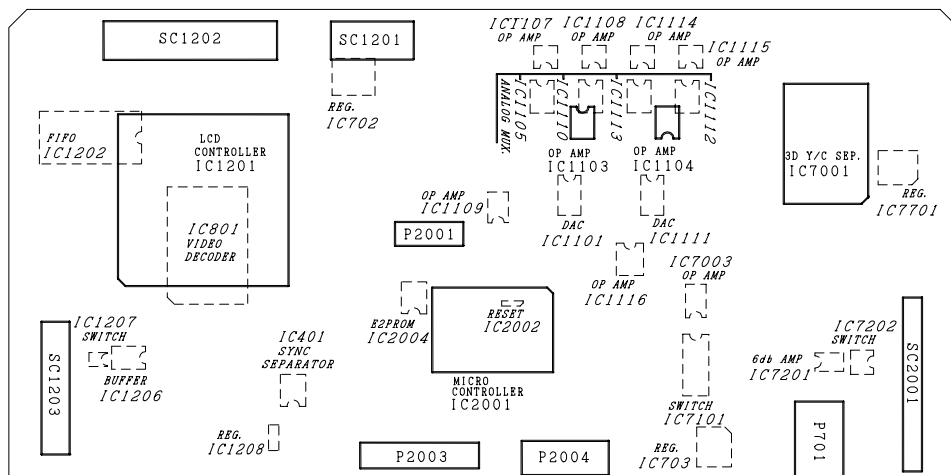 SC1202
SC1201
IC1107
OP AMP
IC1108
OP AMP
IC1114
OP AMP
IC1115
OP AMP
REG.
IC702
ANALOG MUX.
IC1105
IC1110
IC1113
IC1112
FIFO
IC1202
LCD
CONTROLLER
IC1201
OP AMP
IC1103
OP AMP
IC1104
3D Y/C SEP.
IC7001
REG.
IC7701
OP AMP
IC1109
IC801
VIDEO
DECODER
P2001
DAC
IC1101
DAC
IC1111
OP AMP
IC1116
IC7003
OP AMP
E2PROM
IC2004
RESET
IC2002
IC1207
SWITCH
IC401
SYNC
SEPARATOR
IC7202
SWITCH
6db AMP
IC7201
SC1203
BUFFER
IC1206
MICRO
CONTROLLER
IC2001
SC2001
SWITCH
IC7101
REG.
IC1208
P2003
P2004
REG.
IC703
P701